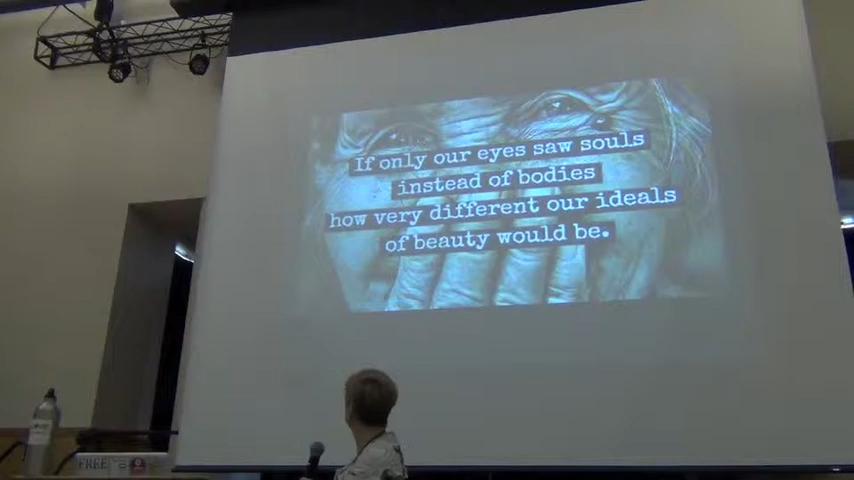 If only our eyes saw souls
instead of bodies
how very different our ideals
of beauty would be.
FREE